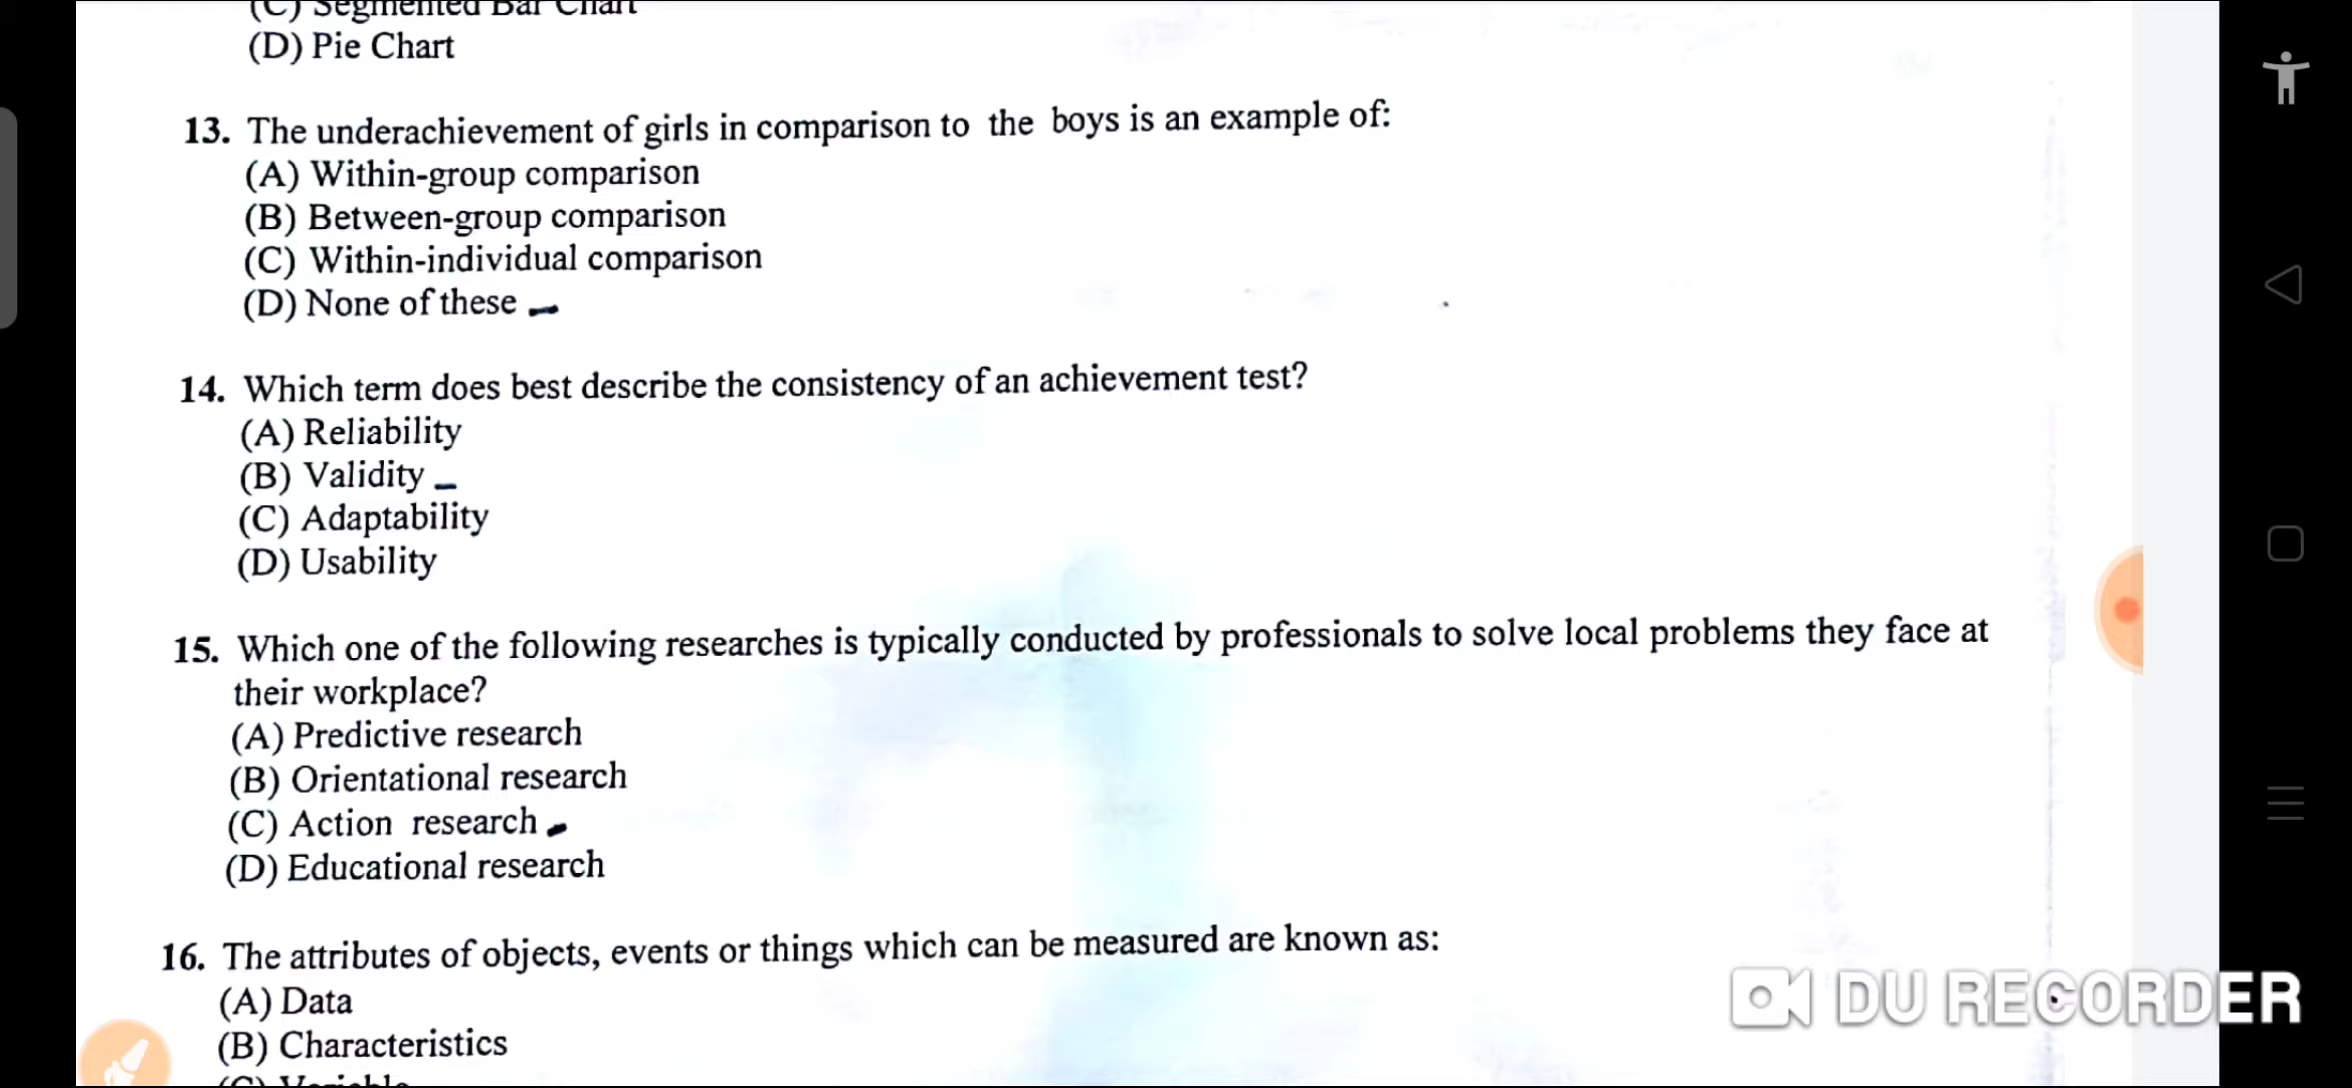 (C) Segmented Bar Chart
(D) Pie Chart
13. The underachievement of girls in comparison to the boys is an example of:
(A) Within-group comparison
(B) Between-group comparison
(C) Within-individual comparison
(D) None of these
14. Which term does best describe the consistency of an achievement test?
(A) Reliability
(B) Validity
(C) Adaptability
(D) Usability
15. Which one of the following researches is typically conducted by professionals to solve local problems they face at
their workplace?
(A) Predictive research
(B) Orientational research
(C) Action research
(D) Educational research
16. The attributes of objects, events or things which can be measured are known as:
(A) Data
(B) Characteristics
(C) Variable
DU RECORDER